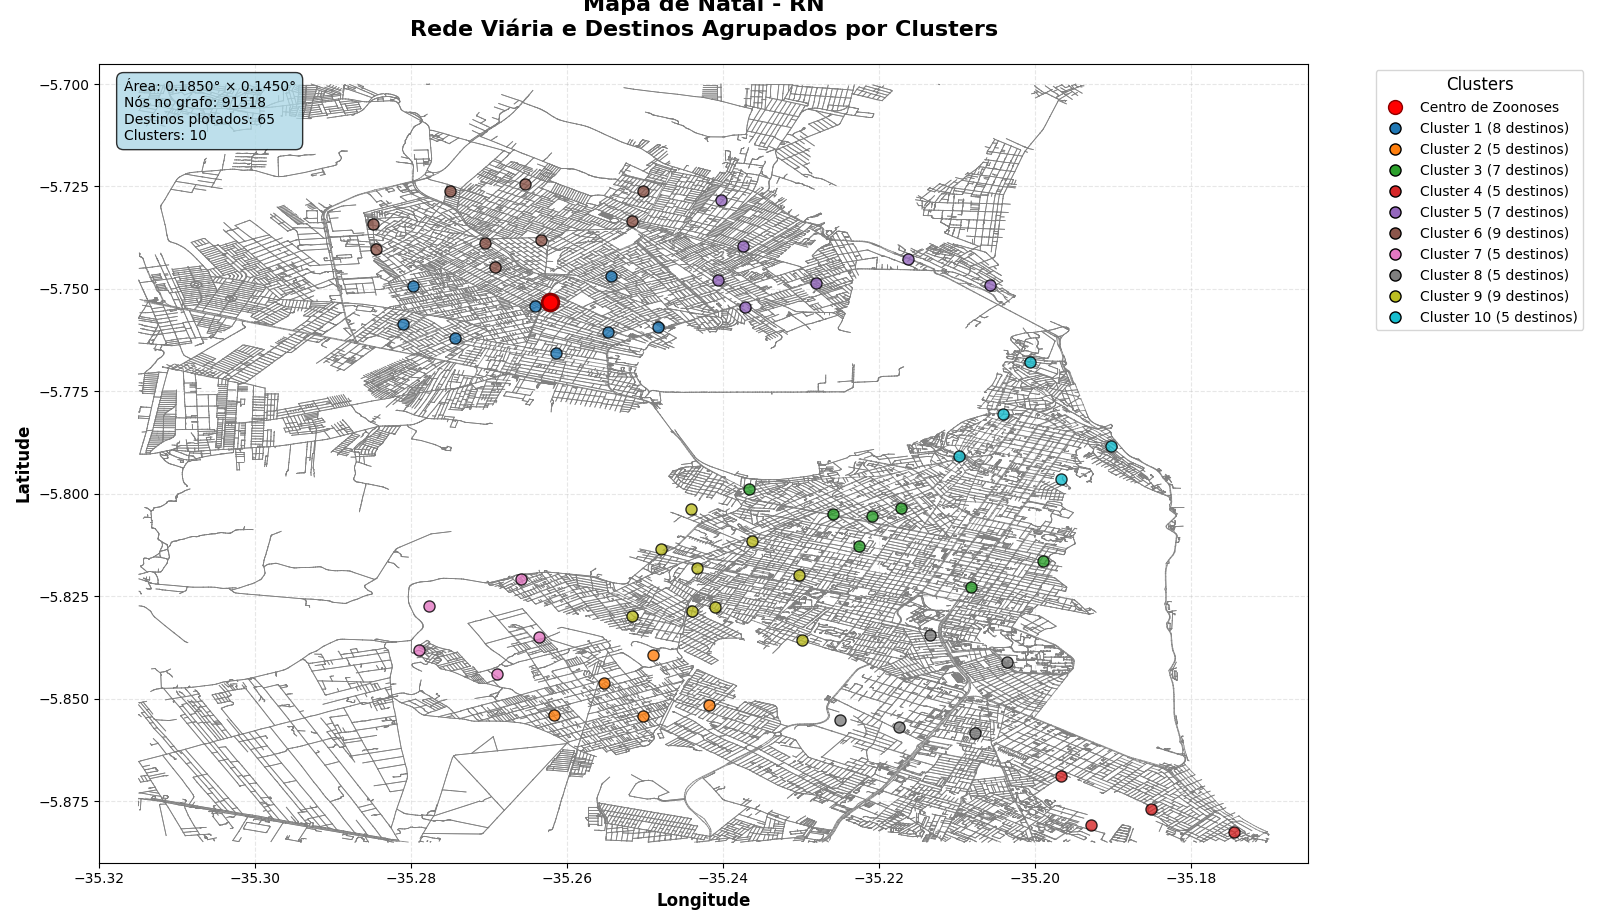 Mapa de Natal - RN
Rede Viária e Destinos Agrupados por Clusters
Área: 0.1850° × 0.1450°
Nós no grafo: 91518
Destinos plotados: 65
Clusters: 10
Clusters
Centro de Zoonoses
Cluster 1 (8 destinos)
Cluster 2 (5 destinos)
Cluster 3 (7 destinos)
Cluster 4 (5 destinos)
Cluster 5 (7 destinos)
Cluster 6 (9 destinos)
Cluster 7 (5 destinos)
Cluster 8 (5 destinos)
Cluster 9 (9 destinos)
Cluster 10 (5 destinos)
Latitude
−5.700
−5.725
−5.750
−5.775
−5.800
−5.825
−5.850
−5.875
−35.32
−35.30
−35.28
−35.26
−35.24
−35.22
−35.20
−35.18
Longitude